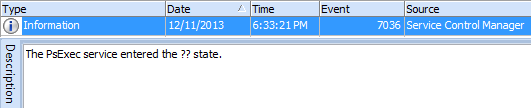 Type Date Time Event Source
Information 12/11/2013 6:33:21 PM 7036 Service Control Manager
The PsExec service entered the ?? state.
Description